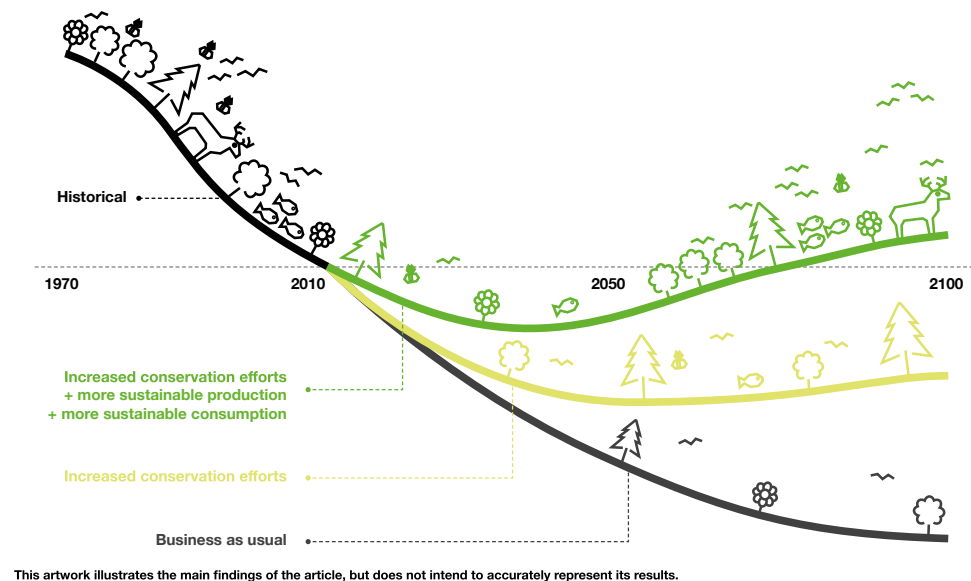 Historical
1970
2010
2050
2100
Increased conservation efforts
+ more sustainable production
+ more sustainable consumption
Increased conservation efforts
Business as usual
This artwork illustrates the main findings of the article, but does not intend to accurately represent its results.